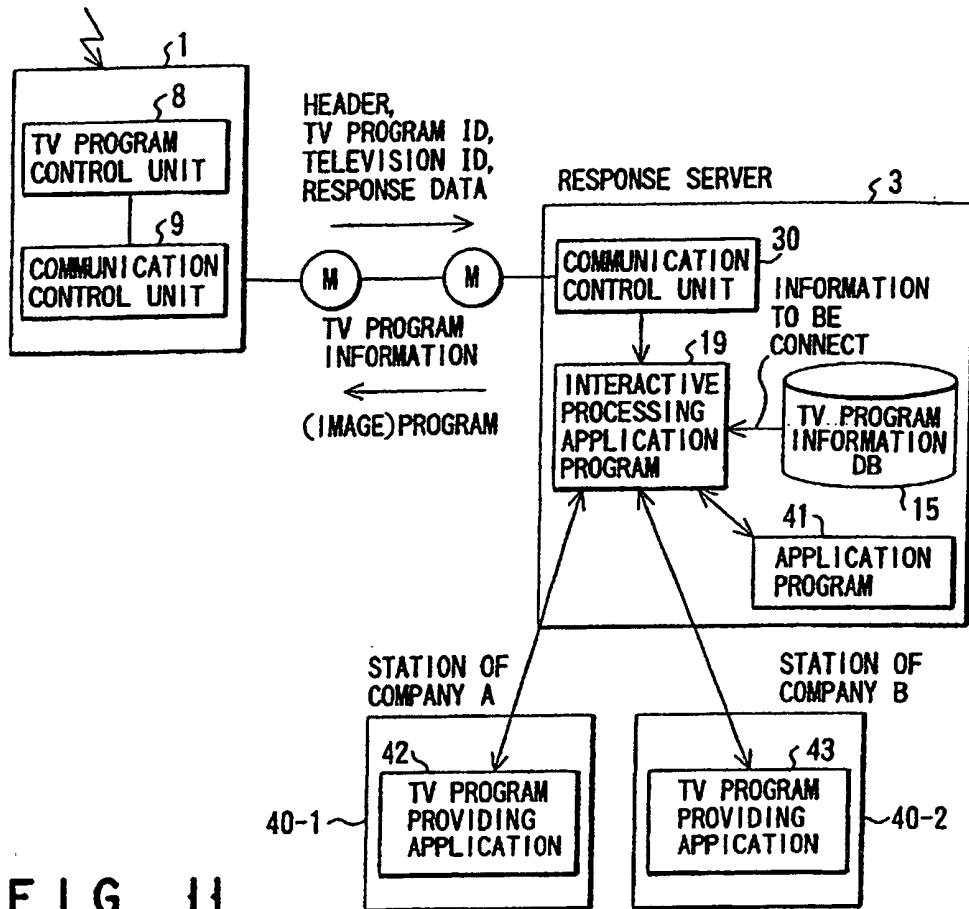 1
8
TV PROGRAM
CONTROL UNIT
9
COMMUNICATION
CONTROL UNIT
HEADER,
TV PROGRAM ID,
TELEVISION ID,
RESPONSE DATA
M
M
TV PROGRAM
INFORMATION
(IMAGE)PROGRAM
RESPONSE SERVER
3
30
COMMUNICATION
CONTROL UNIT
INFORMATION
TO BE
CONNECT
19
INTERACTIVE
PROCESSING
APPLICATION
PROGRAM
TV PROGRAM
INFORMATION
DB
15
41
APPLICATION
PROGRAM
STATION OF
COMPANY A
42
TV PROGRAM
PROVIDING
APPLICATION
40-1
STATION OF
COMPANY B
43
TV PROGRAM
PROVIDING
APPICATION
40-2
FIG. 11